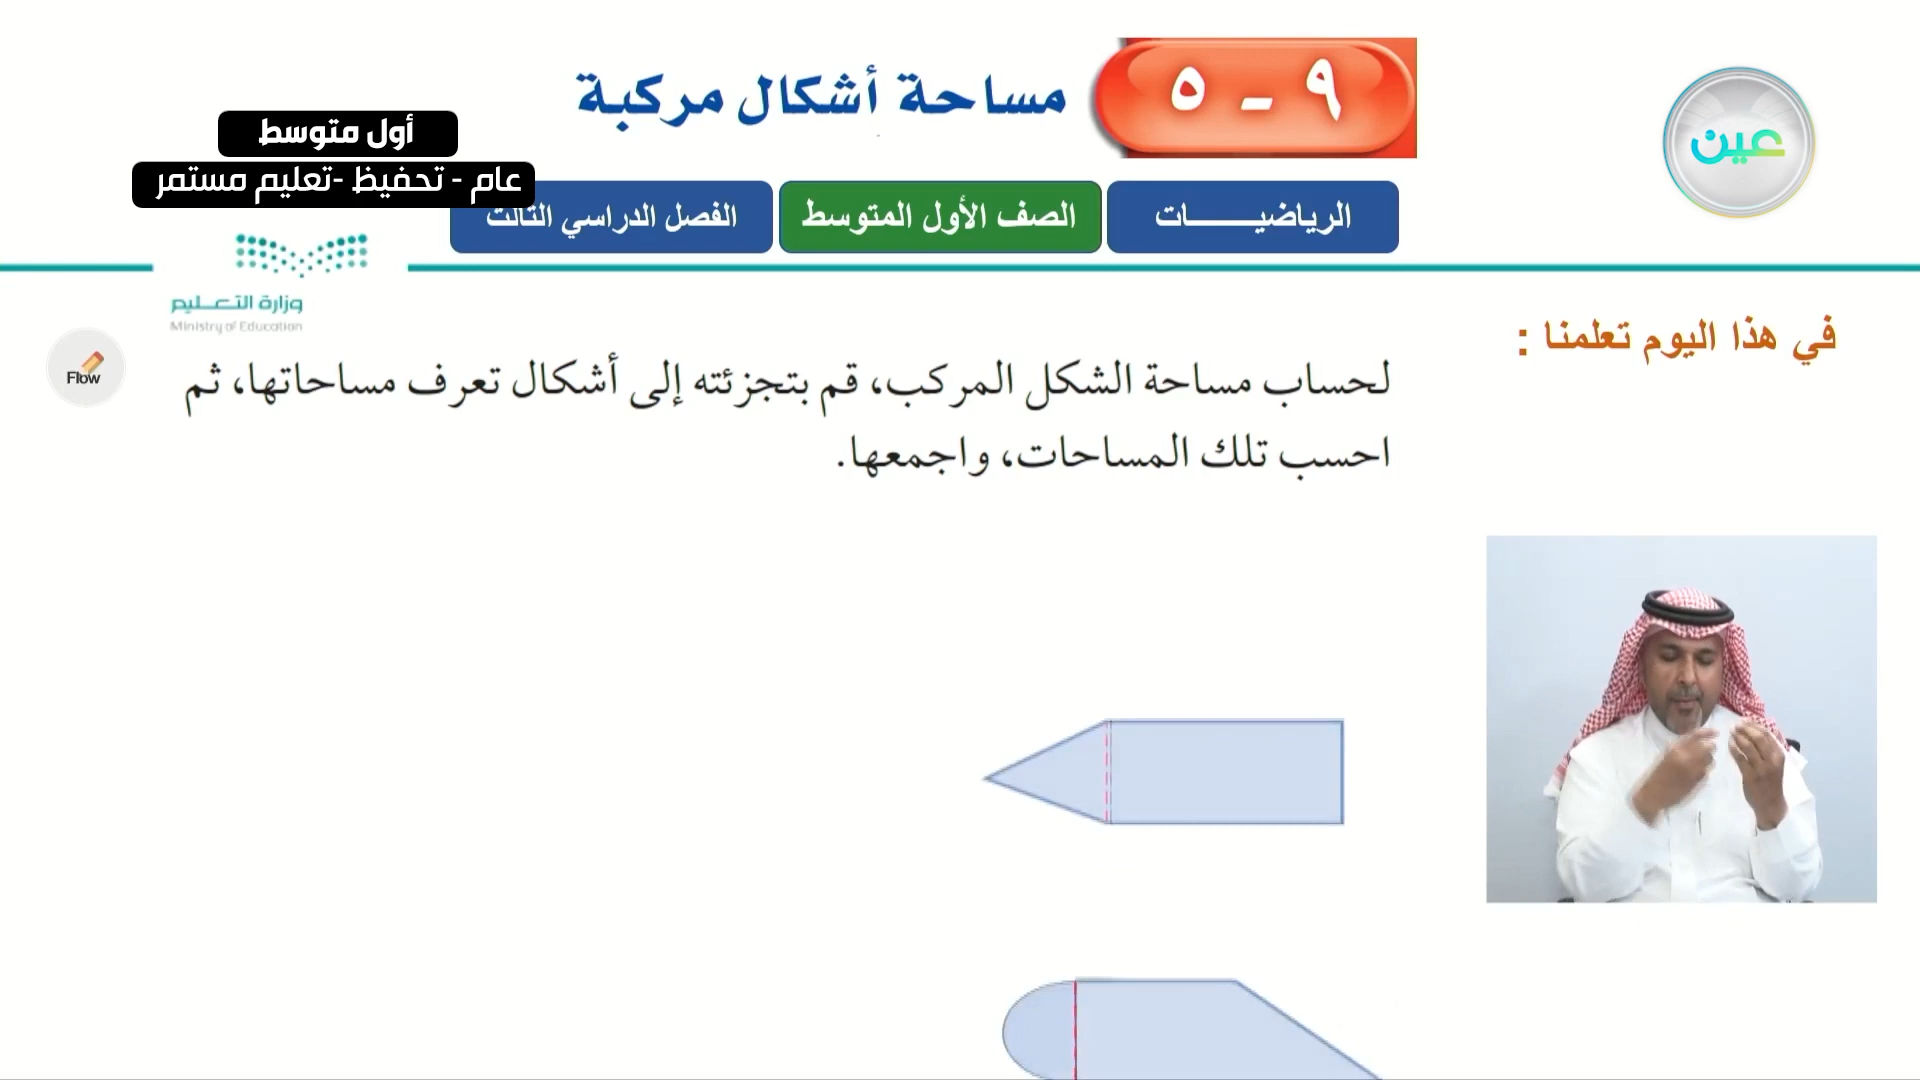 ٩ - ٥ مساحة أشكال مركبة
عين
أول متوسط
عام - تحفيظ -تعليم مستمر
الرياضيـــــــات
الصف الأول المتوسط
الفصل الدراسي الثالث
وزارة التعـــليم
Ministry of Education
في هذا اليوم تعلمنا :
Flow
لحساب مساحة الشكل المركب، قم بتجزئته إلى أشكال تعرف مساحاتها، ثم
احسب تلك المساحات، واجمعها.